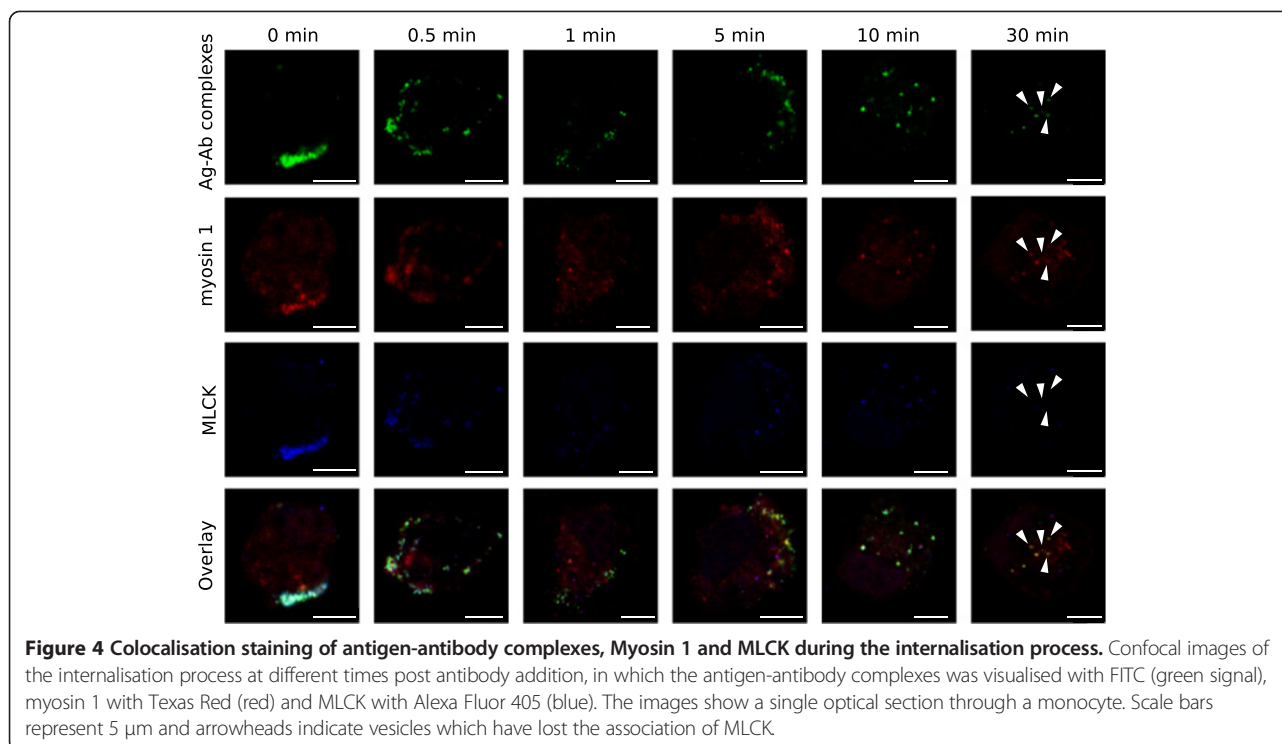 0 min 0.5 min 1 min 5 min 10 min 30 min
Ag-Ab complexes
myosin 1
MLCK
Overlay
Figure 4 Colocalisation staining of antigen-antibody complexes, Myosin 1 and MLCK during the internalisation process. Confocal images of
the internalisation process at different times post antibody addition, in which the antigen-antibody complexes was visualised with FITC (green signal),
myosin 1 with Texas Red (red) and MLCK with Alexa Fluor 405 (blue). The images show a single optical section through a monocyte. Scale bars
represent 5 μm and arrowheads indicate vesicles which have lost the association of MLCK.